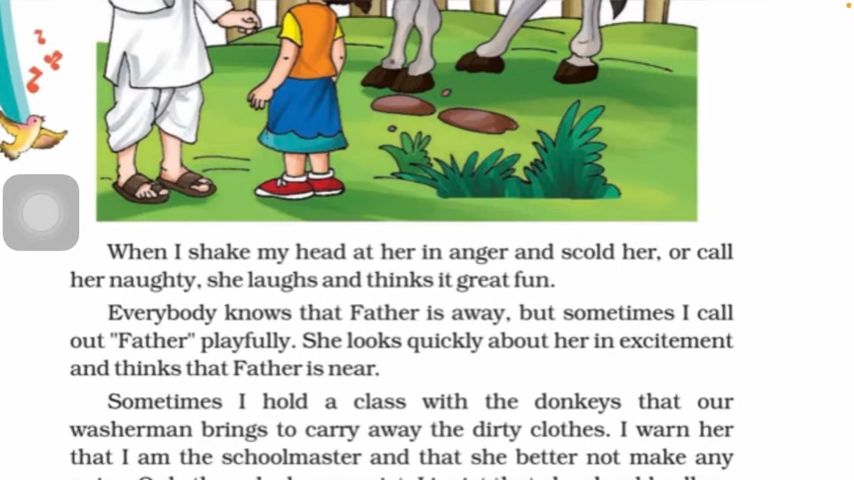 When I shake my head at her in anger and scold her, or call
her naughty, she laughs and thinks it great fun.
Everybody knows that Father is away, but sometimes I call
out "Father" playfully. She looks quickly about her in excitement
and thinks that Father is near.
Sometimes I hold a class with the donkeys that our
washerman brings to carry away the dirty clothes. I warn her
that I am the schoolmaster and that she better not make any